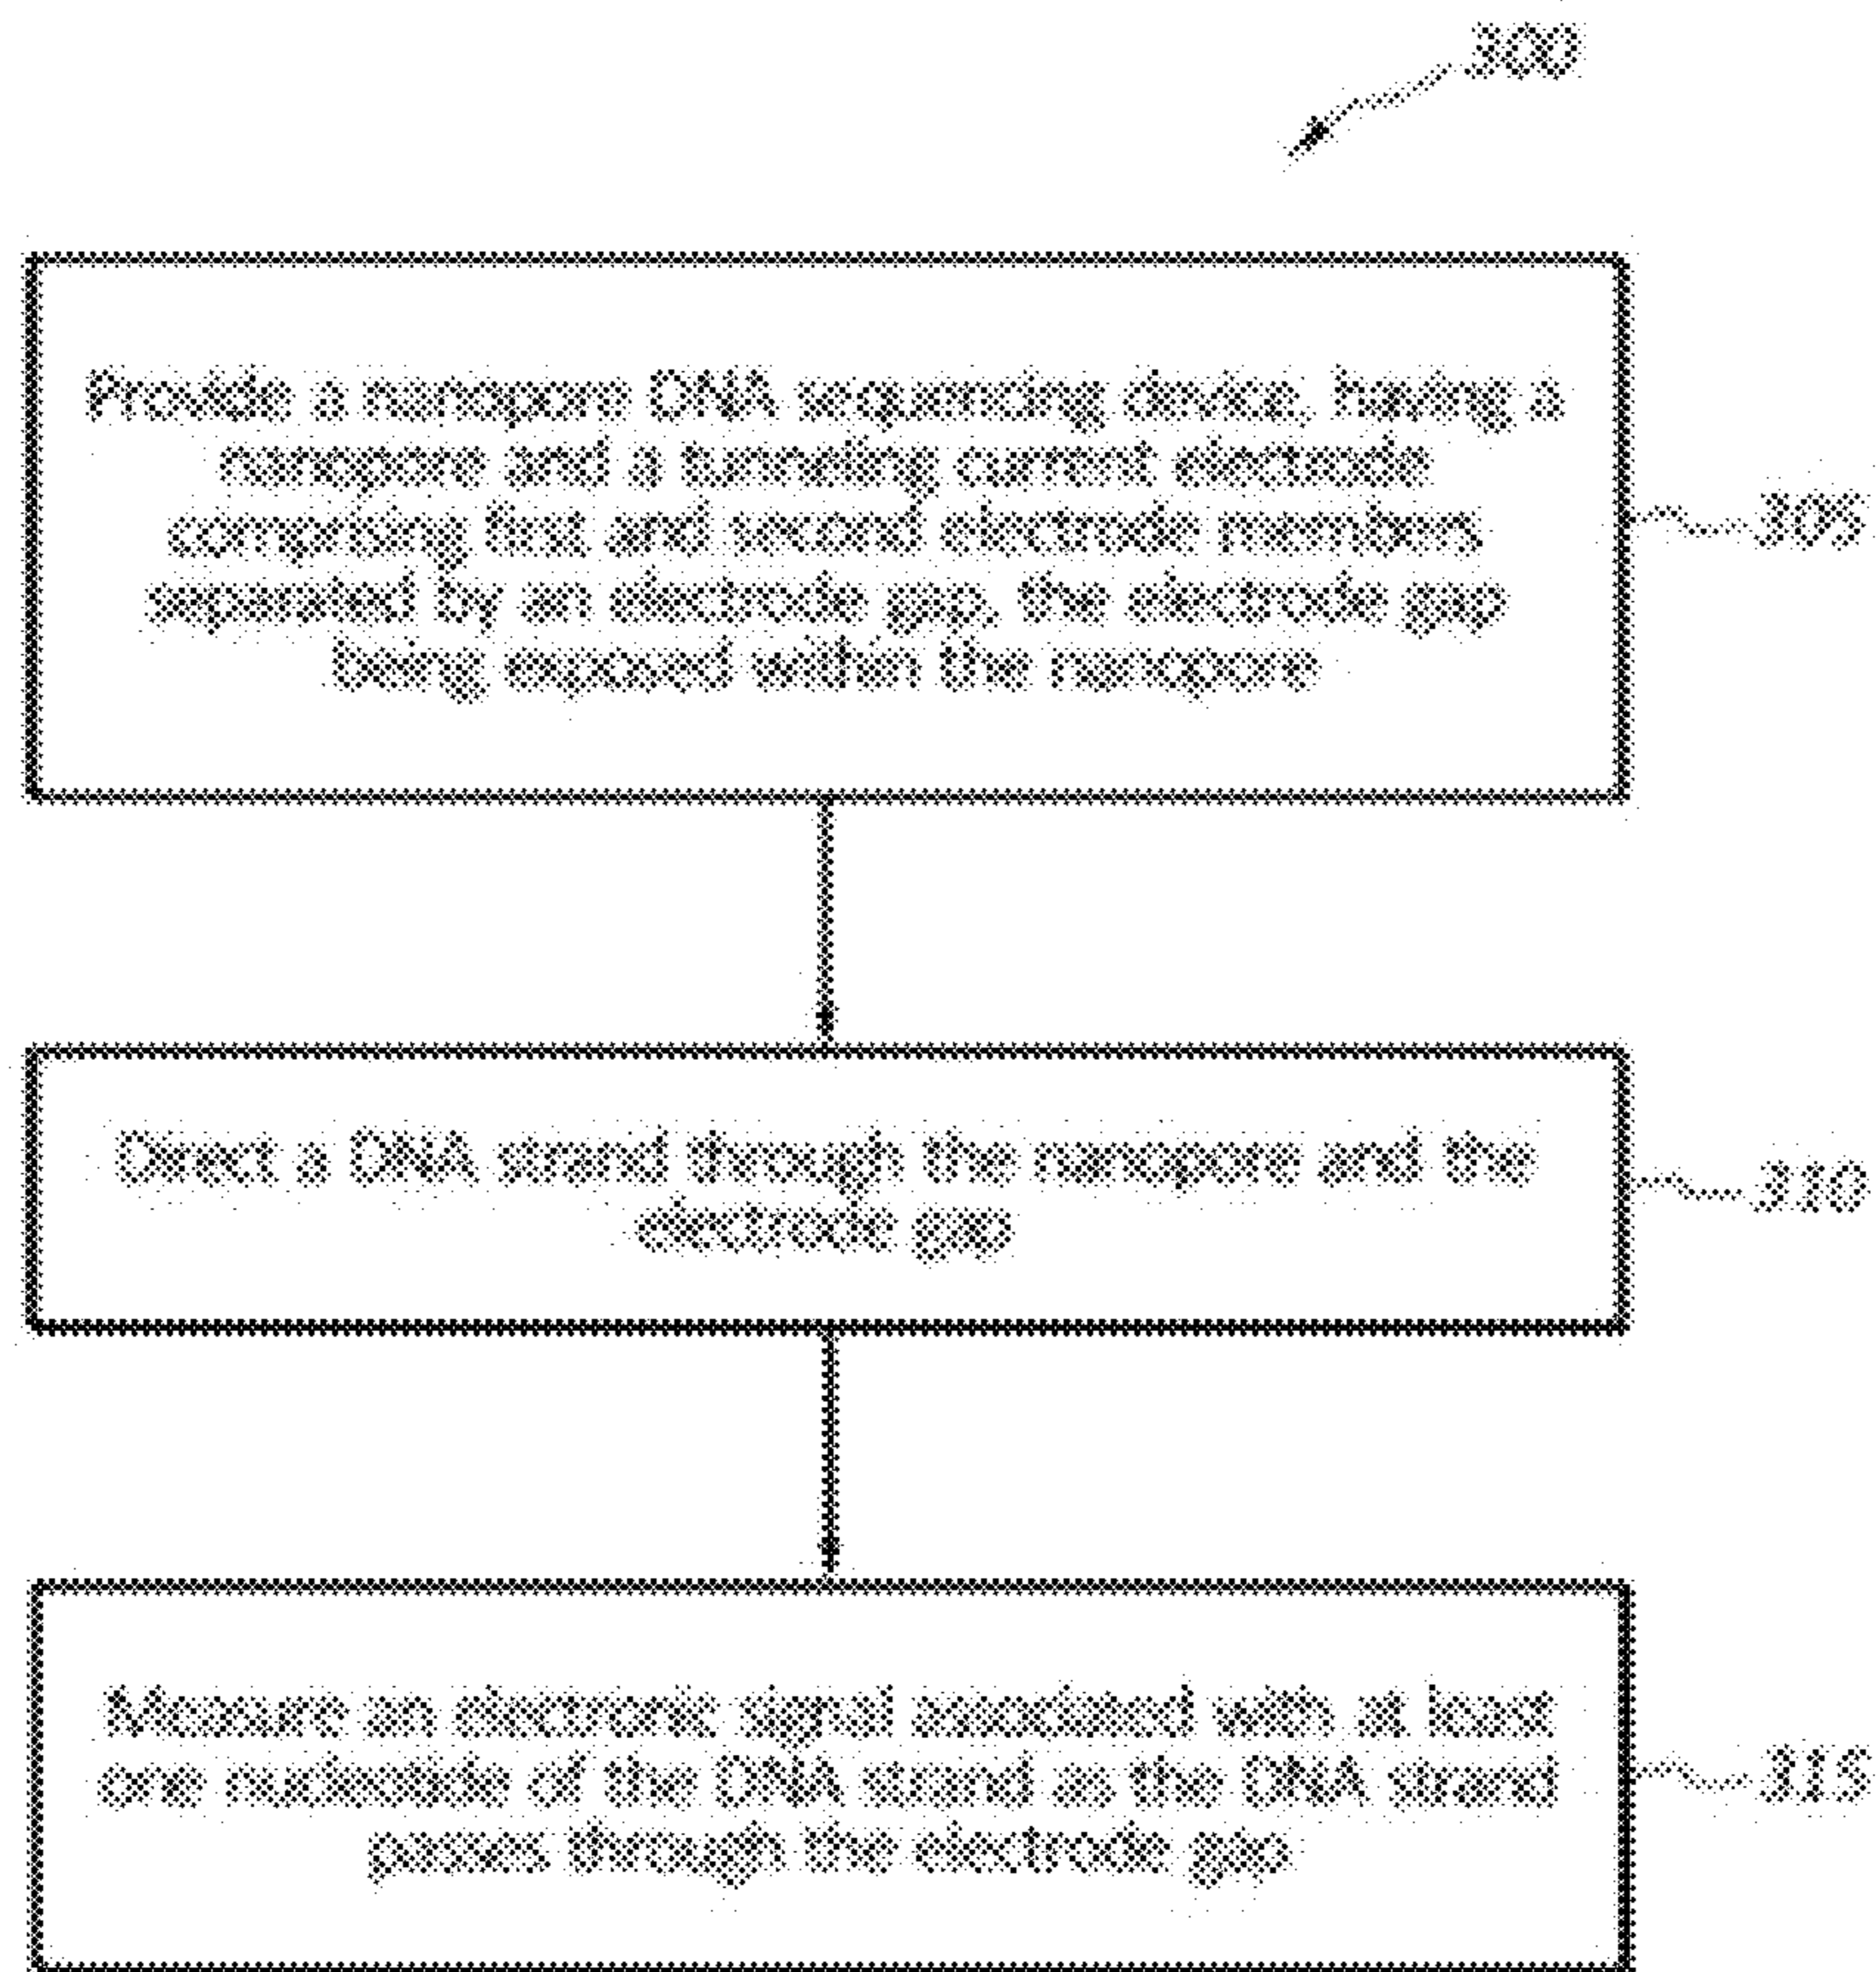 300
Provide a nanopore DNA sequencing device, having a
nanopore and a tunneling current electrode
comprising first and second electrode members
separated by an electrode gap, the electrode gap
being exposed within the nanopore
305
Direct a DNA strand through the nanopore and the
electrode gap
310
Measure an electronic signal associated with at least
one nucleotide of the DNA strand as the DNA strand
passes through the electrode gap
315